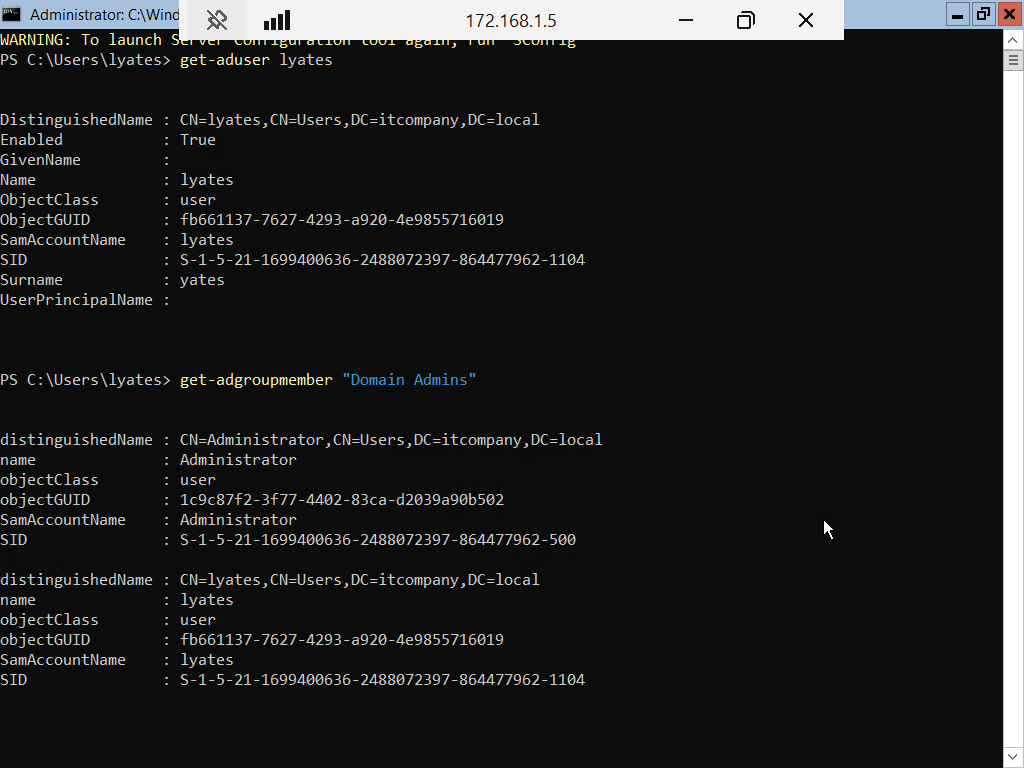 Administrator: C:\Wind
172.168.1.5
WARNING: To launch Server Configuration tool again, run "SConfig"
PS C:\Users\lyates> get-aduser lyates
DistinguishedName : CN=lyates,CN=Users,DC=itcompany,DC=local
Enabled           : True
GivenName         :
Name              : lyates
ObjectClass       : user
ObjectGUID        : fb661137-7627-4293-a920-4e9855716019
SamAccountName    : lyates
SID               : S-1-5-21-1699400636-2488072397-864477962-1104
Surname           : yates
UserPrincipalName :
PS C:\Users\lyates> get-adgroupmember "Domain Admins"
distinguishedName : CN=Administrator,CN=Users,DC=itcompany,DC=local
name              : Administrator
objectClass       : user
objectGUID        : 1c9c87f2-3f77-4402-83ca-d2039a90b502
SamAccountName    : Administrator
SID               : S-1-5-21-1699400636-2488072397-864477962-500
distinguishedName : CN=lyates,CN=Users,DC=itcompany,DC=local
name              : lyates
objectClass       : user
objectGUID        : fb661137-7627-4293-a920-4e9855716019
SamAccountName    : lyates
SID               : S-1-5-21-1699400636-2488072397-864477962-1104